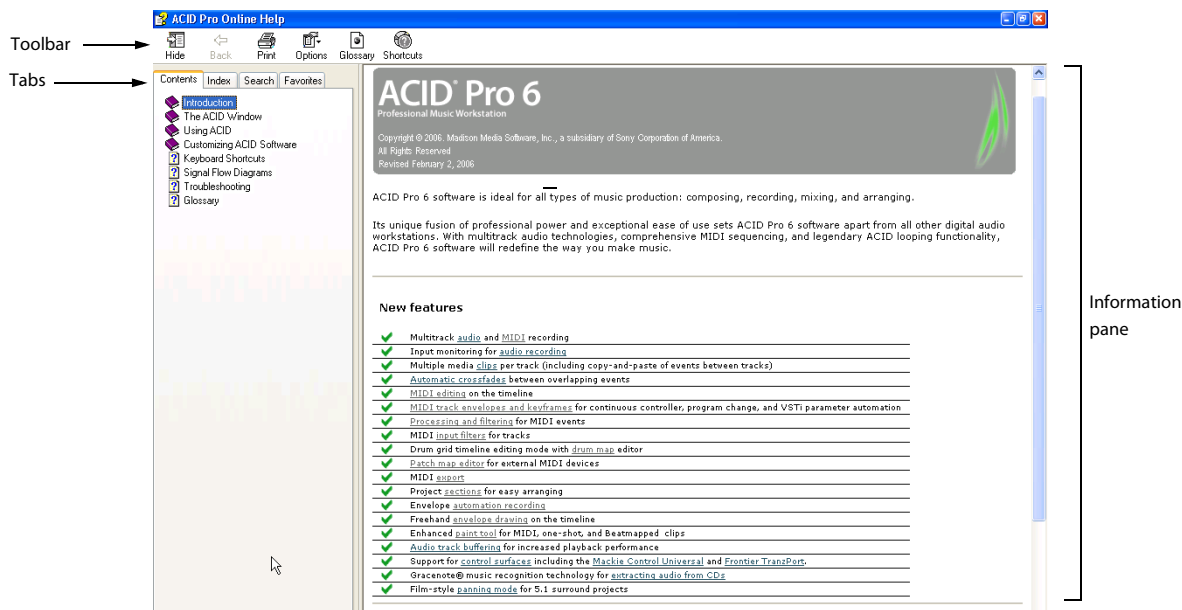 ACID Pro Online Help
Toolbar
Hide Back Print Options Glossary Shortcuts
Tabs
Contents Index Search Favorites
Introduction
The ACID Window
Using ACID
Customizing ACID Software
Keyboard Shortcuts
Signal Flow Diagrams
Troubleshooting
Glossary
ACID® Pro 6
Professional Music Workstation
Copyright © 2006. Madison Media Software, Inc., a subsidiary of Sony Corporation of America.
All Rights Reserved
Revised February 2, 2006
ACID Pro 6 software is ideal for all types of music production: composing, recording, mixing, and arranging.
Its unique fusion of professional power and exceptional ease of use sets ACID Pro 6 software apart from all other digital audio
workstations. With multitrack audio technologies, comprehensive MIDI sequencing, and legendary ACID looping functionality,
ACID Pro 6 software will redefine the way you make music.
New features
Multitrack audio and MIDI recording
Input monitoring for audio recording
Multiple media clips per track (including copy-and-paste of events between tracks)
Automatic crossfades between overlapping events
MIDI editing on the timeline
MIDI track envelopes and keyframes for continuous controller, program change, and VSTi parameter automation
Processing and filtering for MIDI events
MIDI input filters for tracks
Drum grid timeline editing mode with drum map editor
Patch map editor for external MIDI devices
MIDI export
Project sections for easy arranging
Envelope automation recording
Freehand envelope drawing on the timeline
Enhanced paint tool for MIDI, one-shot, and Beatmapped clips
Audio track buffering for increased playback performance
Support for control surfaces including the Mackie Control Universal and Frontier TranzPort.
Gracenote® music recognition technology for extracting audio from CDs
Film-style panning mode for 5.1 surround projects
Information
pane